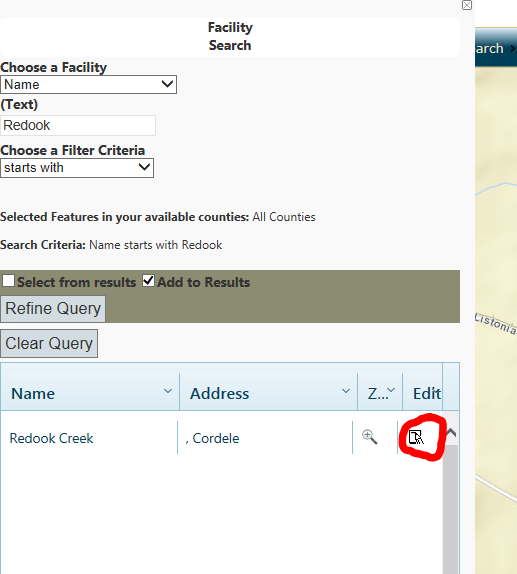 Facility
Search
arch
Choose a Facility
Name
(Text)
Redook
Choose a Filter Criteria
starts with
Selected Features in your available counties: All Counties
Search Criteria: Name starts with Redook
Select from results Add to Results
Refine Query
Listonia
Clear Query
Name Address Z... Edit
Redook Creek , Cordele